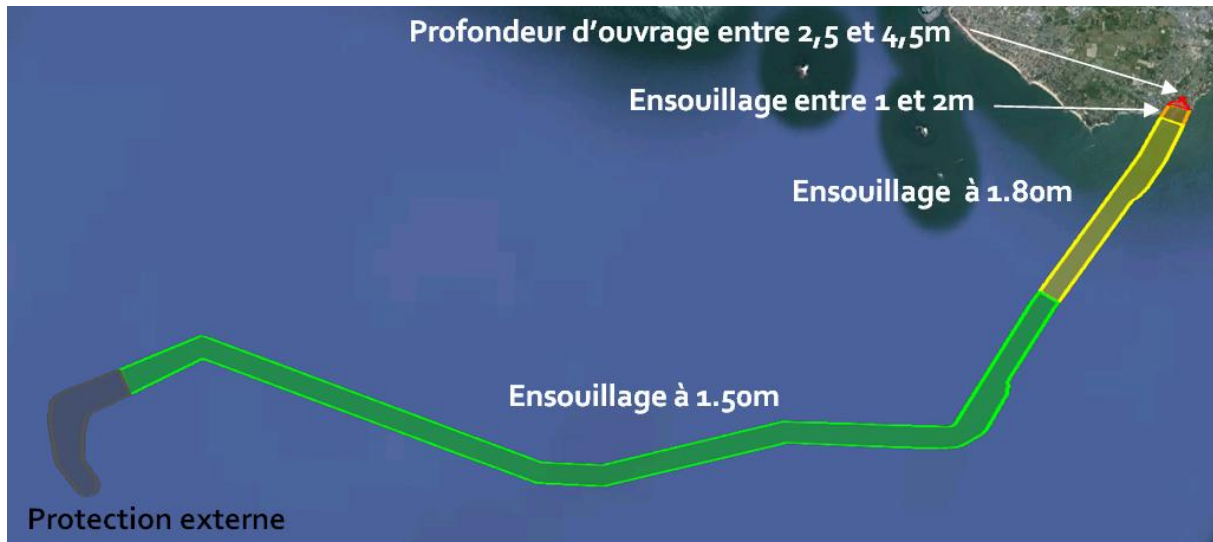 Profondeur d'ouvrage entre 2,5 et 4,5m
Ensouillage entre 1 et 2m
Ensouillage à 1.80m
Ensouillage à 1.50m
Protection externe